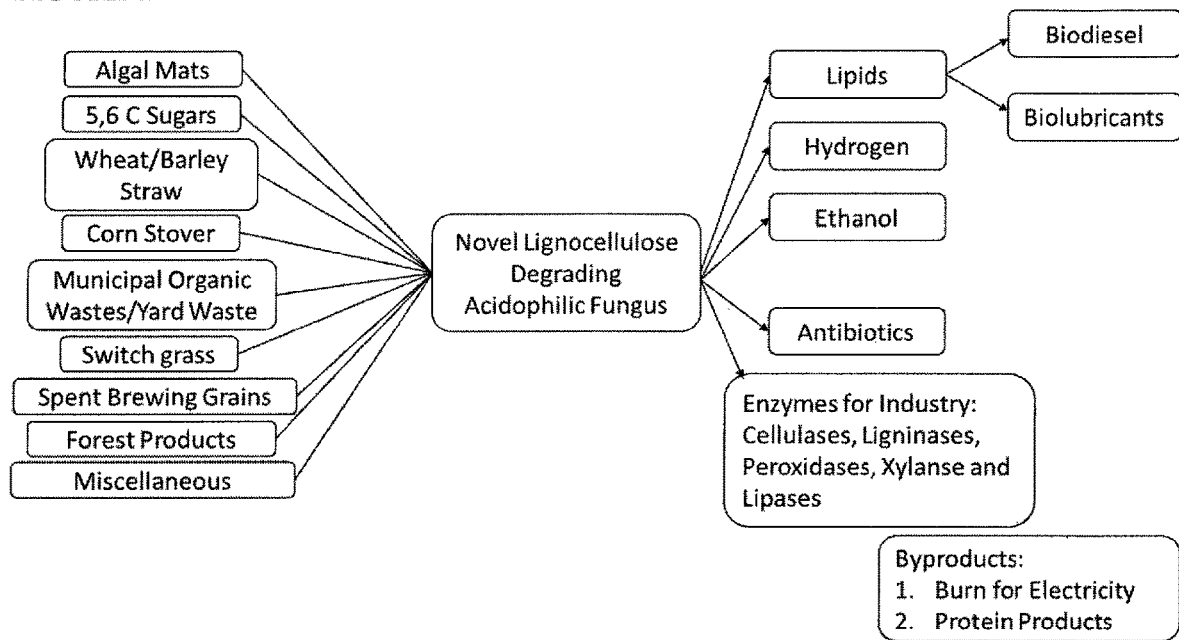 Algal Mats
5,6 C Sugars
Wheat/Barley
Straw
Corn Stover
Municipal Organic
Wastes/Yard Waste
Switch grass
Spent Brewing Grains
Forest Products
Miscellaneous
Novel Lignocellulose
Degrading
Acidophilic Fungus
Lipids
Hydrogen
Ethanol
Antibiotics
Enzymes for Industry:
Cellulases, Ligninases,
Peroxidases, Xylanse and
Lipases
Biodiesel
Biolubricants
Byproducts:
1. Burn for Electricity
2. Protein Products